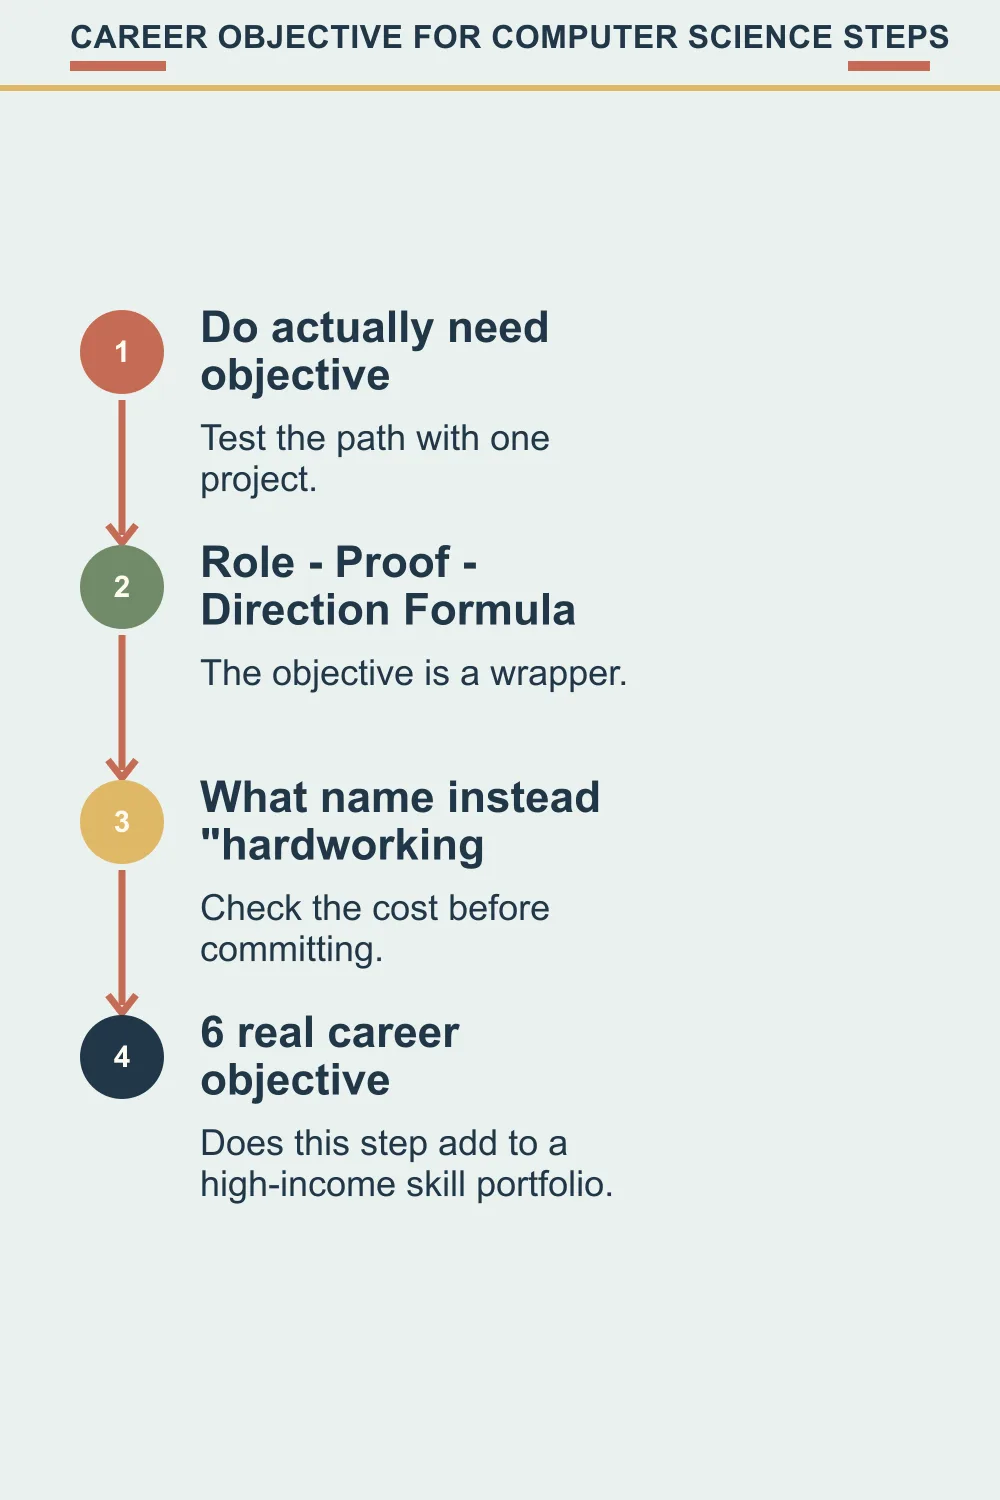 CAREER OBJECTIVE FOR COMPUTER SCIENCE STEPS
1
Do actually need
objective
Test the path with one
project.
2
Role - Proof -
Direction Formula
The objective is a wrapper.
3
What name instead
"hardworking
Check the cost before
committing.
4
6 real career
objective
Does this step add to a
high-income skill portfolio.